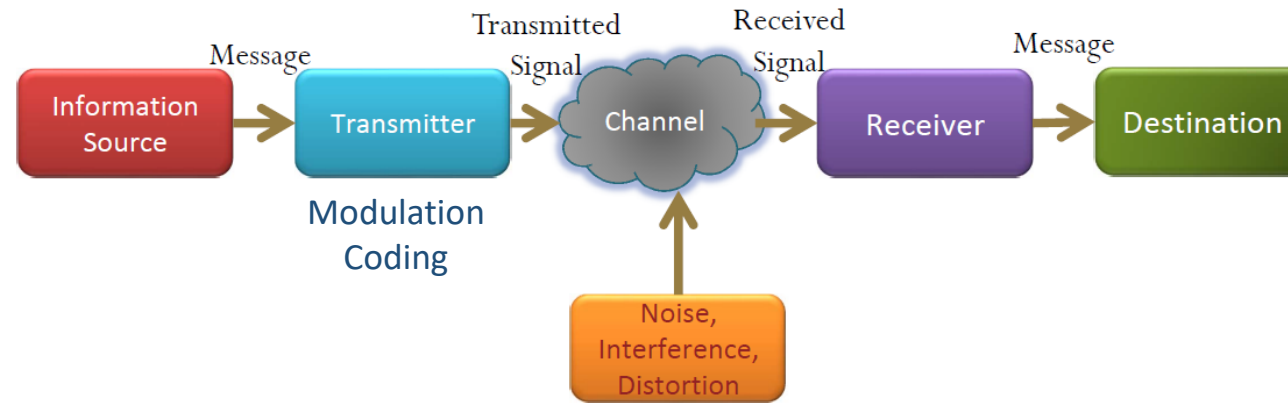 Message
Transmitted
Signal
Received
Signal
Message
Information
Source
Transmitter
Channel
Receiver
Destination
Modulation
Coding
Noise,
Interference,
Distortion